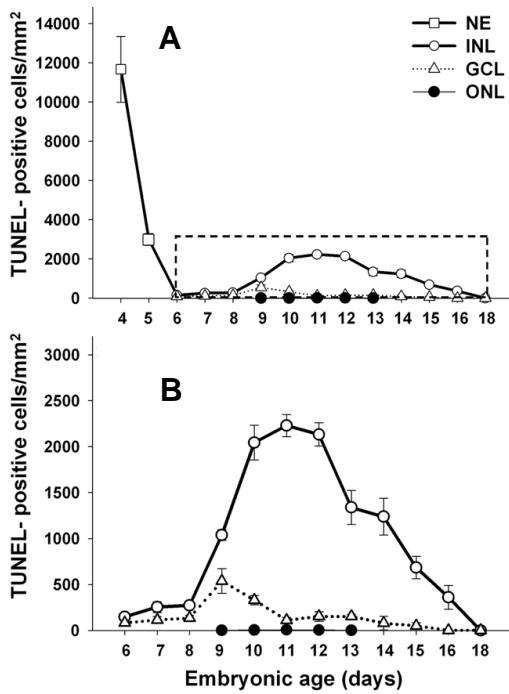 A
NE
INL
GCL
ONL
TUNEL- positive cells/mm²
14000
12000
10000
8000
6000
4000
2000
0
4 5 6 7 8 9 10 11 12 13 14 15 16 18
B
TUNEL- positive cells/mm²
3000
2500
2000
1500
1000
500
0
6 7 8 9 10 11 12 13 14 15 16 18
Embryonic age (days)